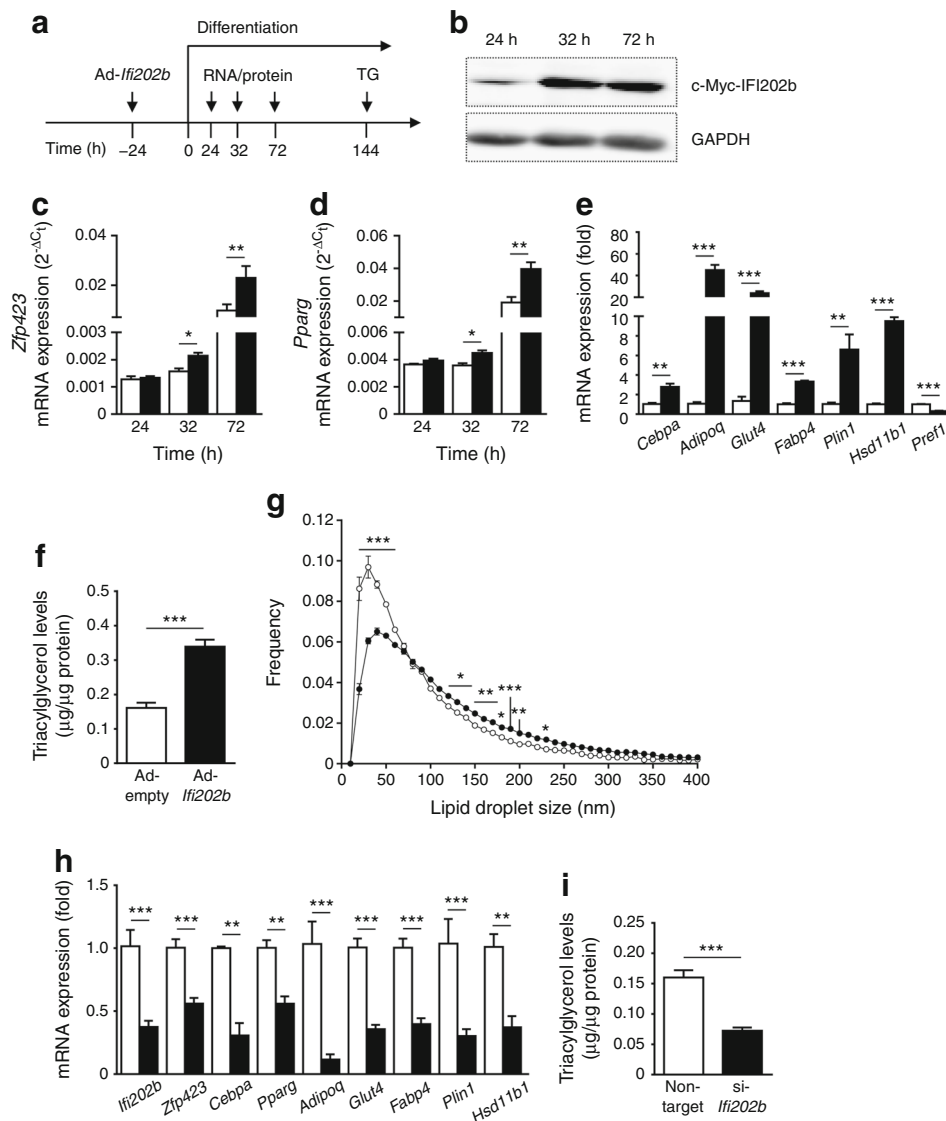 a
Differentiation
Ad-Ifi202b
RNA/protein
TG
Time (h)
−24
0
24
32
72
144
b
24 h
32 h
72 h
c-Myc-IFI202b
GAPDH
c
Zfp423
mRNA expression (2^-ΔCt)
0.04
0.02
0.003
0.002
0.001
0
**
*
24
32
72
Time (h)
d
Pparg
mRNA expression (2^-ΔCt)
0.06
0.04
0.02
0.006
0.004
0.002
0
**
*
24
32
72
Time (h)
e
mRNA expression (fold)
80
60
40
20
10
8
6
4
2
0
**
***
***
***
**
***
***
Cebpa
Adipoq
Glut4
Fabp4
Plin1
Hsd11b1
Pref1
f
Triacylglycerol levels
(µg/µg protein)
0.5
0.4
0.3
0.2
0.1
0
***
Ad-
empty
Ad-
Ifi202b
g
Frequency
0.12
0.10
0.08
0.06
0.04
0.02
0
***
*
**
*
***
**
*
0
50
100
150
200
250
300
350
400
Lipid droplet size (nm)
h
mRNA expression (fold)
1.5
1.0
0.5
0
***
***
**
**
***
***
***
***
**
Ifi202b
Zfp423
Cebpa
Pparg
Adipoq
Glut4
Fabp4
Plin1
Hsd11b1
i
Triacylglycerol levels
(µg/µg protein)
0.25
0.20
0.15
0.10
0.05
0
***
Non-
target
si-
Ifi202b